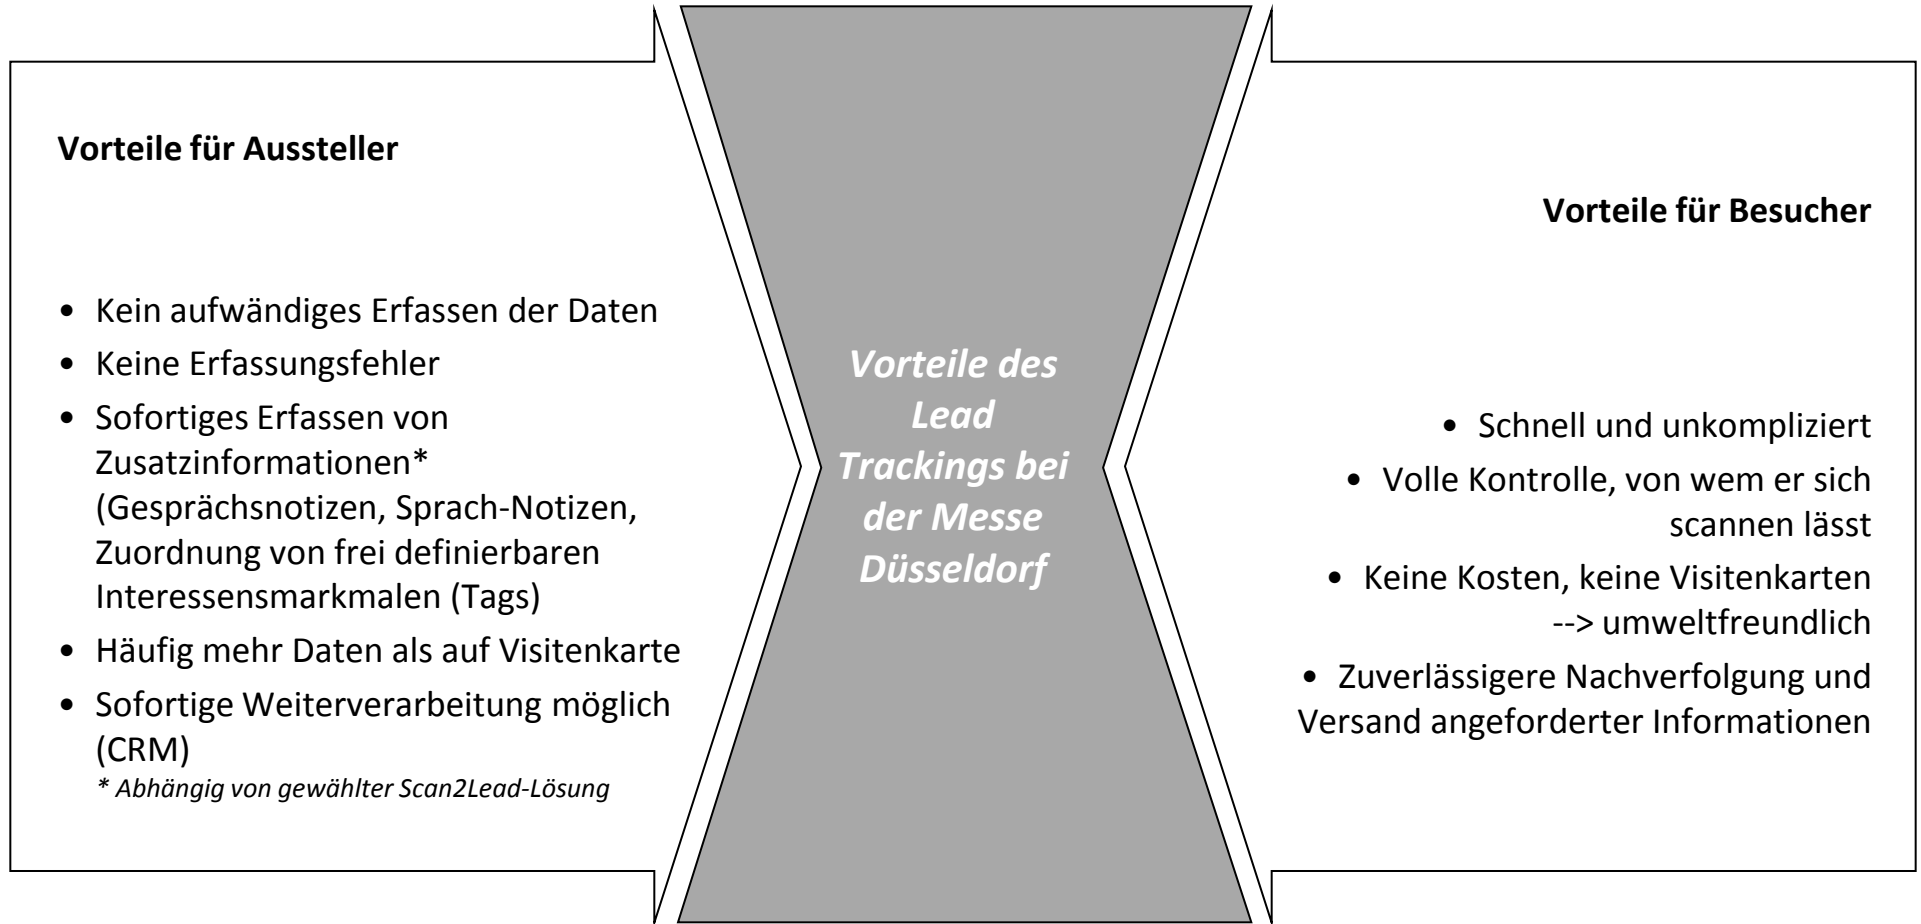 Vorteile für Aussteller
• Kein aufwändiges Erfassen der Daten
• Keine Erfassungsfehler
• Sofortiges Erfassen von
Zusatzinformationen*
(Gesprächsnotizen, Sprach-Notizen,
Zuordnung von frei definierbaren
Interessensmarkmalen (Tags)
• Häufig mehr Daten als auf Visitenkarte
• Sofortige Weiterverarbeitung möglich
(CRM)
* Abhängig von gewählter Scan2Lead-Lösung
Vorteile des
Lead
Trackings bei
der Messe
Düsseldorf
Vorteile für Besucher
• Schnell und unkompliziert
• Volle Kontrolle, von wem er sich
scannen lässt
• Keine Kosten, keine Visitenkarten
--> umweltfreundlich
• Zuverlässigere Nachverfolgung und
Versand angeforderter Informationen